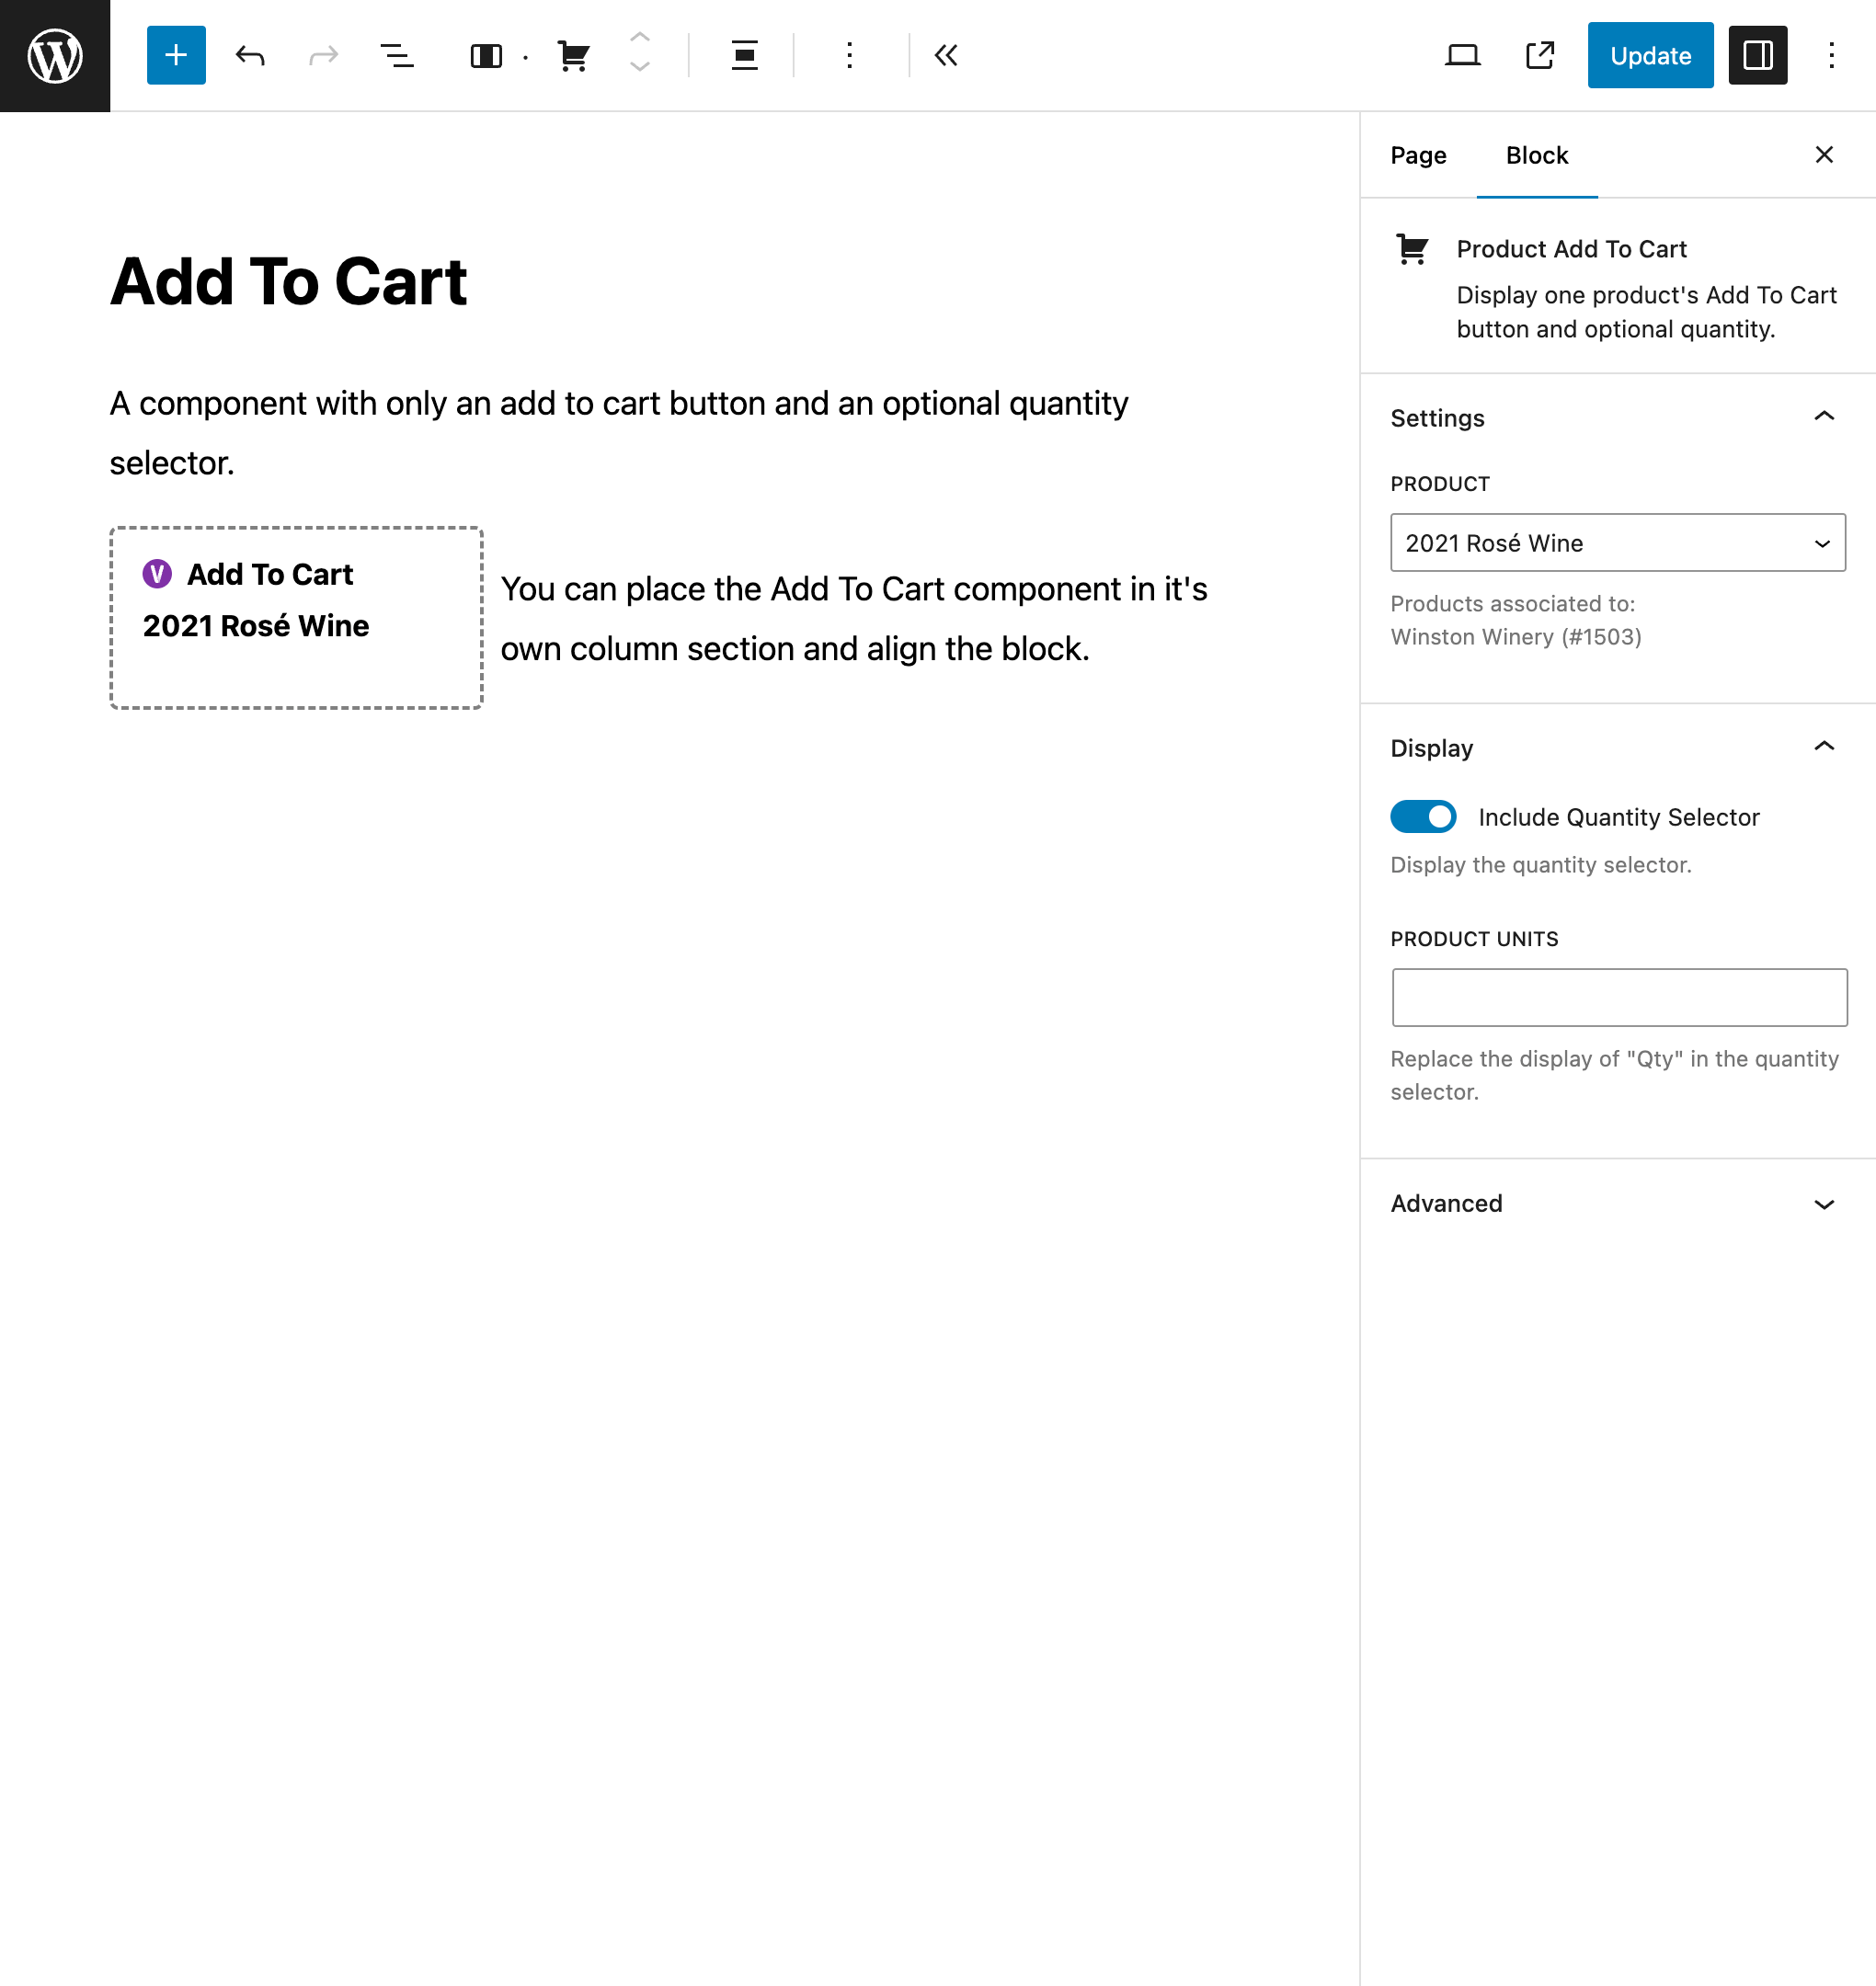 Update
Page Block
Product Add To Cart
Display one product's Add To Cart
button and optional quantity.
Add To Cart
A component with only an add to cart button and an optional quantity
selector.
Add To Cart
2021 Rosé Wine
You can place the Add To Cart component in it's
own column section and align the block.
Settings
PRODUCT
2021 Rosé Wine
Products associated to:
Winston Winery (#1503)
Display
Include Quantity Selector
Display the quantity selector.
PRODUCT UNITS
Replace the display of "Qty" in the quantity
selector.
Advanced